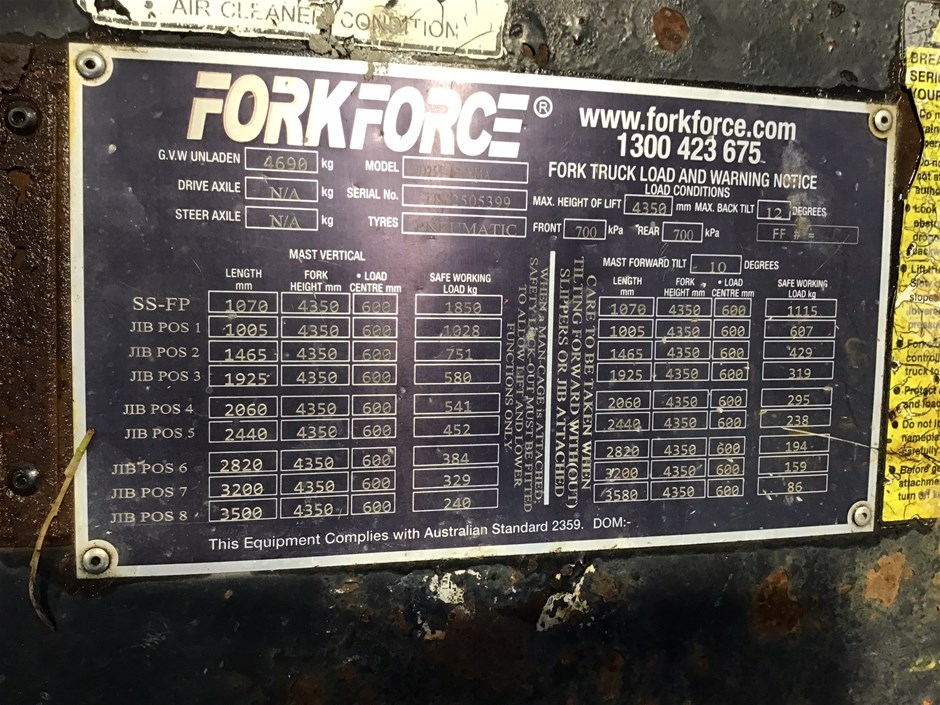 AIR CLEANER CONDITION
FORKFORCE®
www.forkforce.com
1300 423 675
FORK TRUCK LOAD AND WARNING NOTICE
LOAD CONDITIONS
G.V.W UNLADEN 4690 kg MODEL
DRIVE AXILE N/A kg SERIAL No.
STEER AXILE N/A kg TYRES PNEUMATIC
MAX. HEIGHT OF LIFT 4350 mm MAX. BACK TILT 12 DEGREES
FRONT 700 kPa REAR 700 kPa FF # =
MAST VERTICAL
LENGTH mm FORK HEIGHT mm • LOAD CENTRE mm SAFE WORKING LOAD kg
SS-FP 1070 4350 600 1850
JIB POS 1 1005 4350 600 1028
JIB POS 2 1465 4350 600 751
JIB POS 3 1925 4350 600 580
JIB POS 4 2060 4350 600 541
JIB POS 5 2440 4350 600 452
JIB POS 6 2820 4350 600 384
JIB POS 7 3200 4350 600 329
JIB POS 8 3500 4350 600 240
WHEN A MAN CAGE is ATTACHED
SAFETY LOCK OUT MUST BE FITTED
TO ALLOW LIFT AND LOWER
FUNCTIONS ONLY.
CARE TO BE TAKEN WHEN
TILTING FORWARD (WITHOUT)
SLIPPERS OR JIB ATTACHED)
MAST FORWARD TILT 10 DEGREES
LENGTH mm FORK HEIGHT mm • LOAD CENTRE mm SAFE WORKING LOAD kg
1070 4350 600 1115
1005 4350 600 607
1465 4350 600 429
1925 4350 600 319
2060 4350 600 295
2440 4350 600 238
2820 4350 600 194
3200 4350 600 159
3580 4350 600 86
This Equipment Complies with Australian Standard 2359. DOM:-